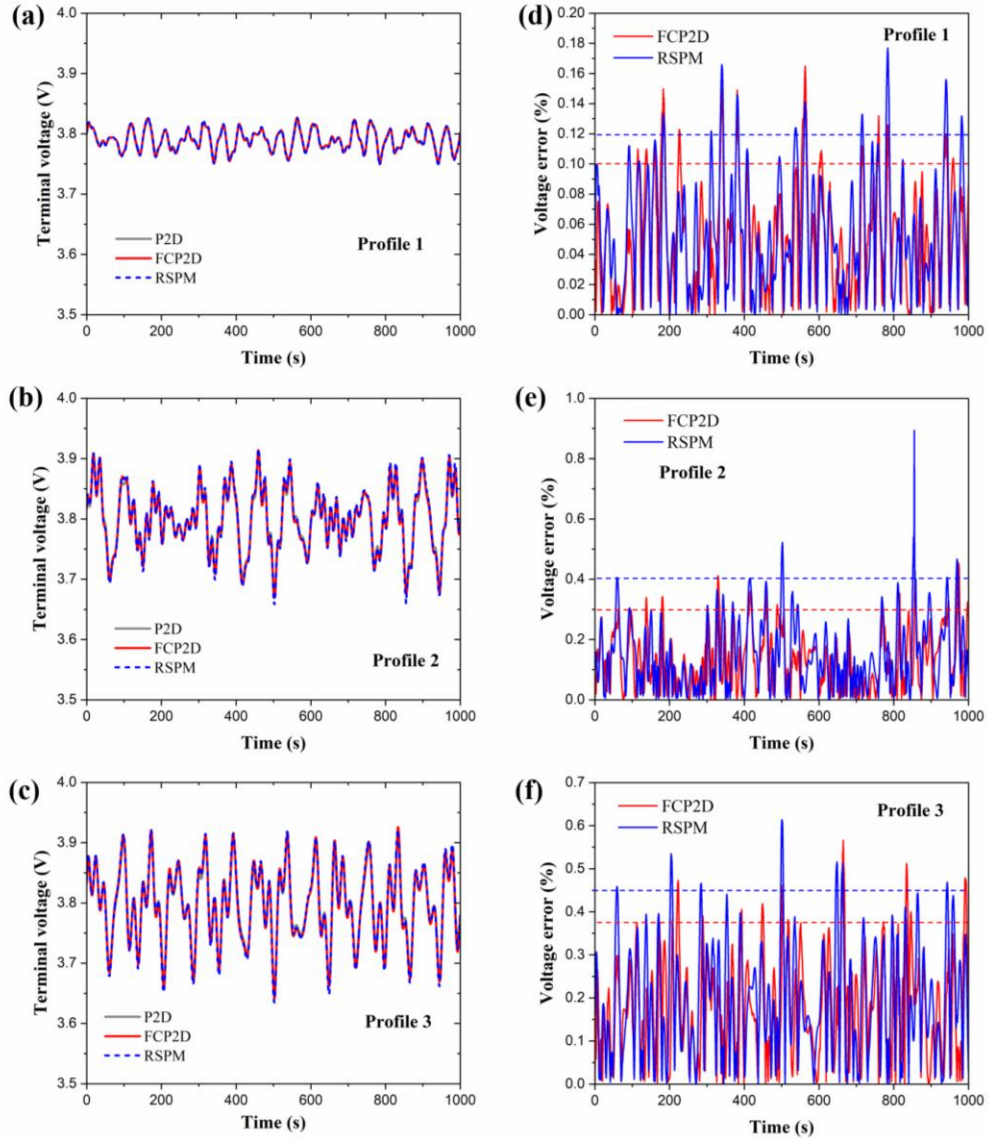 (a)
4.0
3.9
3.8
3.7
3.6
3.5
Terminal voltage (V)
P2D
FCP2D
RSPM
Profile 1
0 200 400 600 800 1000
Time (s)
(d)
0.20
0.18
0.16
0.14
0.12
0.10
0.08
0.06
0.04
0.02
0.00
Voltage error (%)
FCP2D
RSPM
Profile 1
0 200 400 600 800 1000
Time (s)
(b)
4.0
3.9
3.8
3.7
3.6
3.5
Terminal voltage (V)
P2D
FCP2D
RSPM
Profile 2
0 200 400 600 800 1000
Time (s)
(e)
1.0
0.8
0.6
0.4
0.2
0.0
Voltage error (%)
FCP2D
RSPM
Profile 2
0 200 400 600 800 1000
Time (s)
(c)
4.0
3.9
3.8
3.7
3.6
3.5
Terminal voltage (V)
P2D
FCP2D
RSPM
Profile 3
0 200 400 600 800 1000
Time (s)
(f)
0.7
0.6
0.5
0.4
0.3
0.2
0.1
0.0
Voltage error (%)
FCP2D
RSPM
Profile 3
0 200 400 600 800 1000
Time (s)